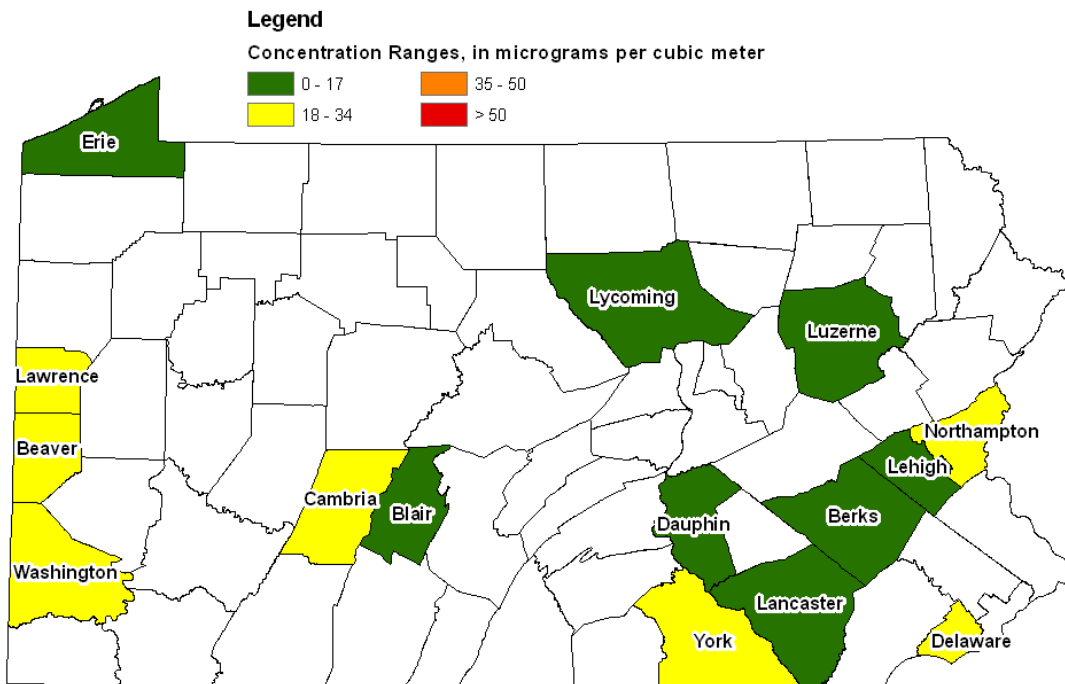 Legend
Concentration Ranges, in micrograms per cubic meter
0 - 17
35 - 50
18 - 34
> 50
Erie
Lycoming
Luzerne
Lawrence
Beaver
Northampton
Lehigh
Cambria
Blair
Dauphin
Berks
Washington
Lancaster
York
Delaware